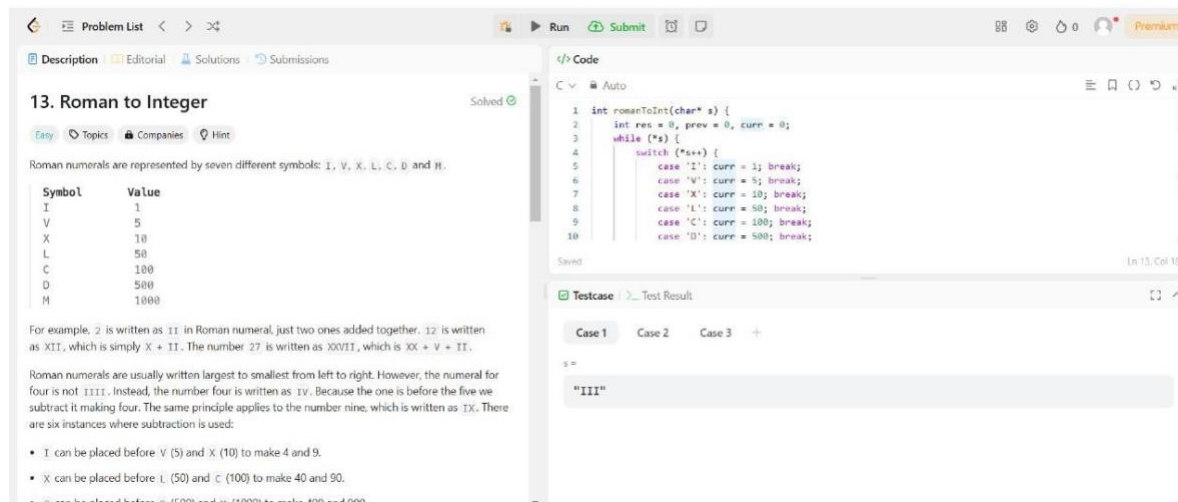 Problem List
Run
Submit
0
Premium
Description
Editorial
Solutions
Submissions
13. Roman to Integer
Solved
Easy
Topics
Companies
Hint
Roman numerals are represented by seven different symbols: I, V, X, L, C, D and M.
Symbol Value
I 1
V 5
X 10
L 50
C 100
D 500
M 1000
For example, 2 is written as II in Roman numeral, just two ones added together. 12 is written
as XII, which is simply X + II. The number 27 is written as XXVII, which is XX + V + II.
Roman numerals are usually written largest to smallest from left to right. However, the numeral for
four is not IIII. Instead, the number four is written as IV. Because the one is before the five we
subtract it making four. The same principle applies to the number nine, which is written as IX. There
are six instances where subtraction is used:
• I can be placed before V (5) and X (10) to make 4 and 9.
• X can be placed before L (50) and C (100) to make 40 and 90.
</> Code
C
Auto
1 int romanToInt(char* s) {
2 int res = 0, prev = 0, curr = 0;
3 while (*s) {
4 switch (*s++) {
5 case 'I': curr = 1; break;
6 case 'V': curr = 5; break;
7 case 'X': curr = 10; break;
8 case 'L': curr = 50; break;
9 case 'C': curr = 100; break;
10 case 'D': curr = 500; break;
Saved
Testcase
Test Result
Case 1 Case 2 Case 3 +
s =
"III"